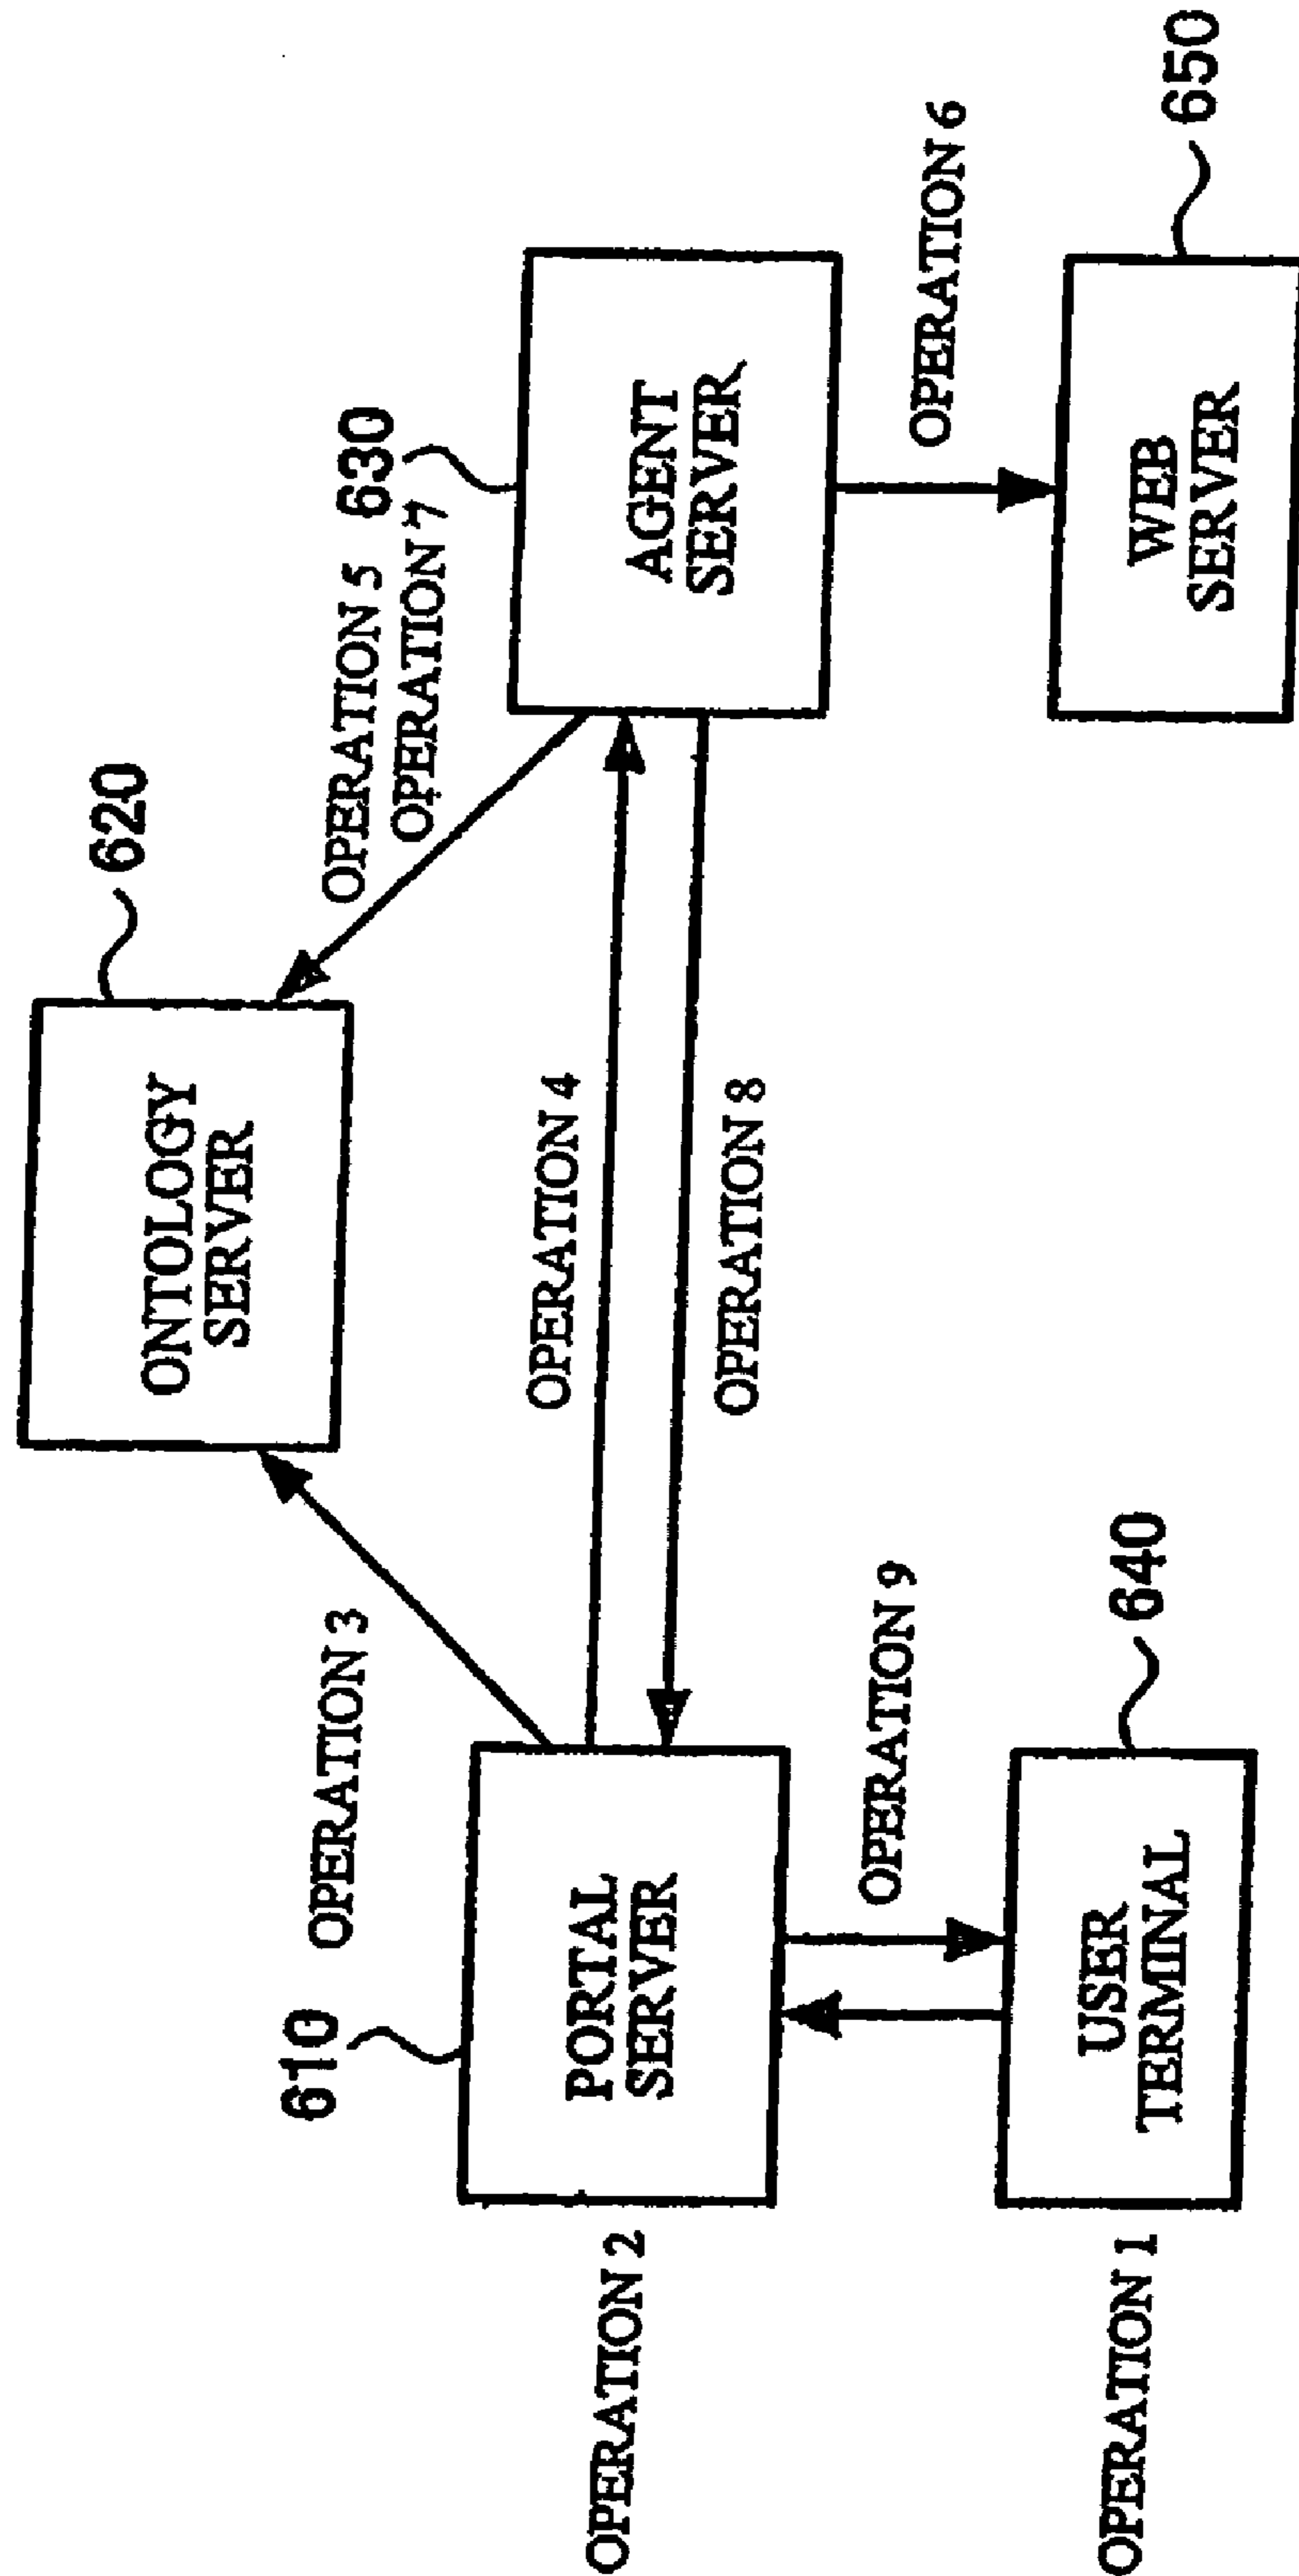 620
ONTOLOGY
SERVER
OPERATION 3
OPERATION 5
OPERATION 7
610
630
OPERATION 2
PORTAL
SERVER
OPERATION 4
OPERATION 8
AGENT
SERVER
OPERATION 9
OPERATION 6
640
650
OPERATION 1
USER
TERMINAL
WEB
SERVER